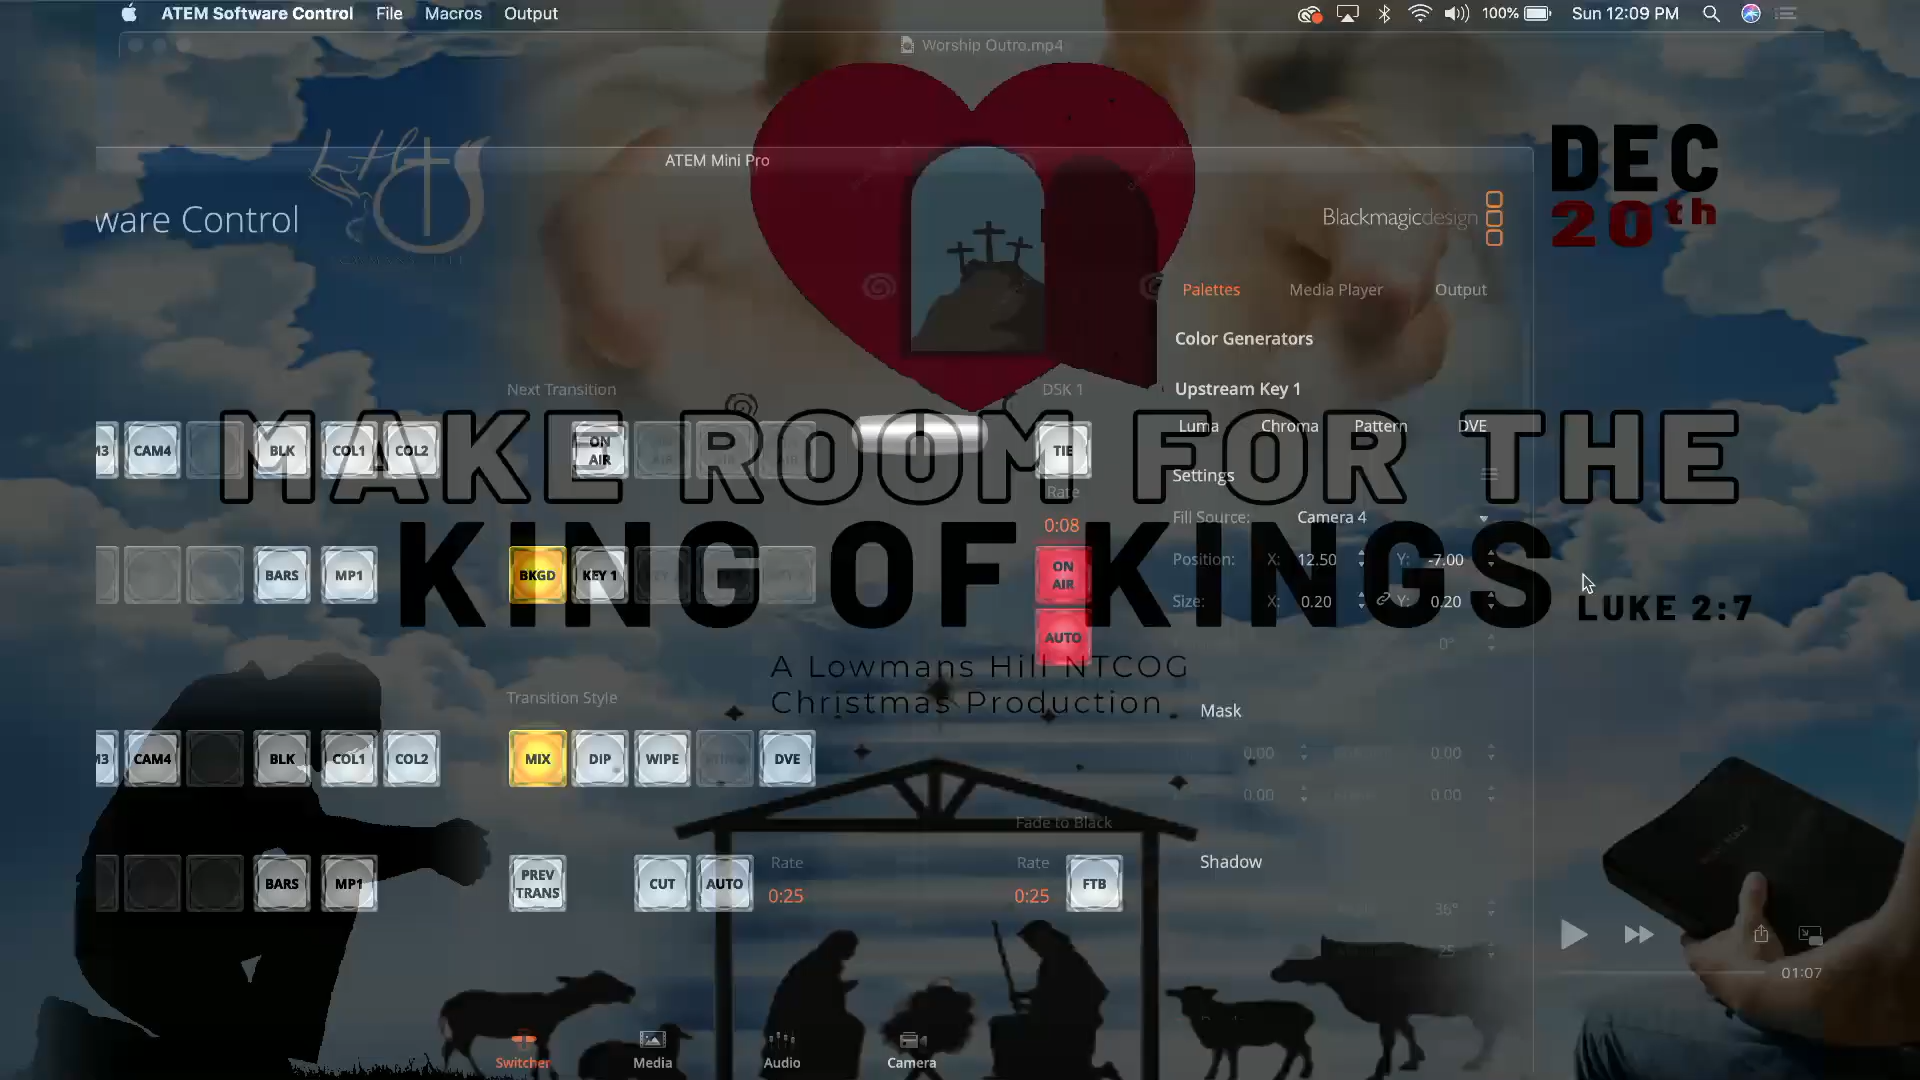 ATEM Software Control File Macros Output 100% Sun 12:09 PM
Worship Outro.mp4
ATEM Mini Pro
DEC
20th
ware Control
Blackmagicdesign
Palettes Media Player Output
Color Generators
Next Transition DSK 1 Upstream Key 1
MAKE ROOM FOR THE
Luma Chroma Pattern DVE
M3 CAM4 BLK COL1 COL2 ON AIR TIE
Settings
Rate
0:08
Fill Source: Camera 4
KING OF KINGS
Position: X: 12.50 Y: -7.00
BARS MP1 BKGD KEY 1 ON AIR
Size: X: 0.20 Y: 0.20
LUKE 2:7
AUTO
0°
A Lowmans Hill NTCOG
Christmas Production
Transition Style
Mask
M3 CAM4 BLK COL1 COL2 MIX DIP WIPE DVE
0.00 0.00
0.00 0.00
Fade to Black
Rate Rate Shadow
BARS MP1 PREV TRANS CUT AUTO 0:25 0:25 FTB
36°
25
01:07
Switcher Media Audio Camera